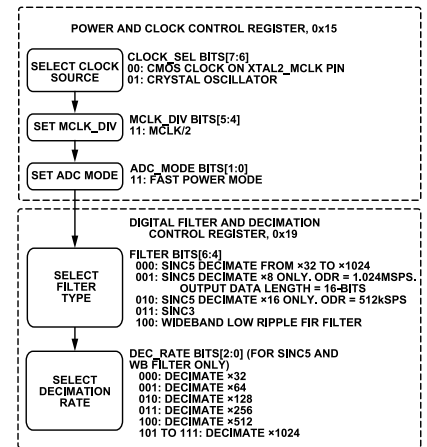 POWER AND CLOCK CONTROL REGISTER, 0x15
SELECT CLOCK
SOURCE
CLOCK_SEL BITS[7:6]
00: CMOS CLOCK ON XTAL2_MCLK PIN
01: CRYSTAL OSCILLATOR
SET MCLK_DIV
MCLK_DIV BITS[5:4]
11: MCLK/2
SET ADC MODE
ADC_MODE BITS[1:0]
11: FAST POWER MODE
DIGITAL FILTER AND DECIMATION
CONTROL REGISTER, 0x19
SELECT
FILTER
TYPE
FILTER BITS[6:4]
000: SINC5 DECIMATE FROM ×32 TO ×1024
001: SINC5 DECIMATE ×8 ONLY. ODR = 1.024MSPS.
OUTPUT DATA LENGTH = 16-BITS
010: SINC5 DECIMATE ×16 ONLY. ODR = 512kSPS
011: SINC3
100: WIDEBAND LOW RIPPLE FIR FILTER
SELECT
DECIMATION
RATE
DEC_RATE BITS[2:0] (FOR SINC5 AND
WB FILTER ONLY)
000: DECIMATE ×32
001: DECIMATE ×64
010: DECIMATE ×128
011: DECIMATE ×256
100: DECIMATE ×512
101 TO 111: DECIMATE ×1024